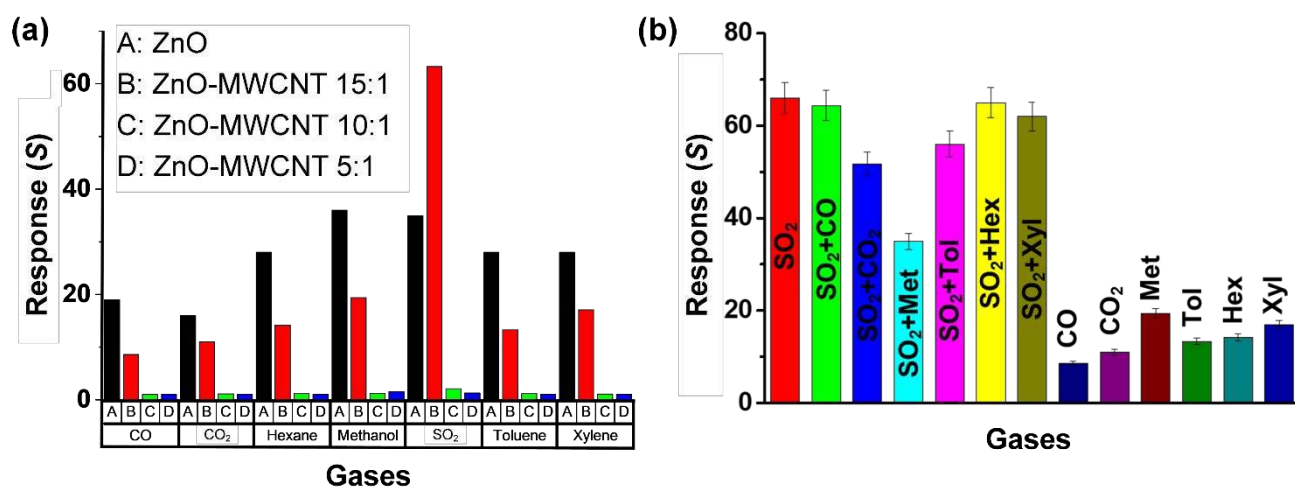 (a)
A: ZnO
B: ZnO-MWCNT 15:1
C: ZnO-MWCNT 10:1
D: ZnO-MWCNT 5:1
Response (S)
60
40
20
0
A B C D A B C D A B C D A B C D A B C D A B C D A B C D
CO CO₂ Hexane Methanol SO₂ Toluene Xylene
Gases
(b)
Response (S)
80
60
40
20
0
SO₂
SO₂+CO
SO₂+CO₂
SO₂+Met
SO₂+Tol
SO₂+Hex
SO₂+Xyl
CO
CO₂
Met
Tol
Hex
Xyl
Gases